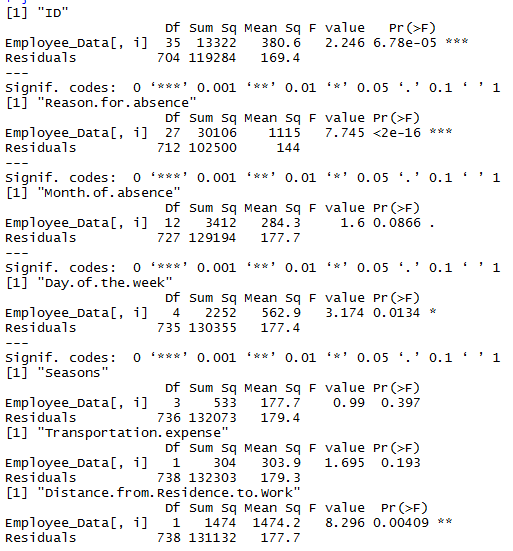 [1] "ID"
Df Sum Sq Mean Sq F value Pr(>F)
Employee_Data[, i] 35 13322 380.6 2.246 6.78e-05 ***
Residuals 704 119284 169.4
---
Signif. codes: 0 ‘***’ 0.001 ‘**’ 0.01 ‘*’ 0.05 ‘.’ 0.1 ‘ ’ 1
[1] "Reason.for.absence"
Df Sum Sq Mean Sq F value Pr(>F)
Employee_Data[, i] 27 30106 1115 7.745 <2e-16 ***
Residuals 712 102500 144
---
Signif. codes: 0 ‘***’ 0.001 ‘**’ 0.01 ‘*’ 0.05 ‘.’ 0.1 ‘ ’ 1
[1] "Month.of.absence"
Df Sum Sq Mean Sq F value Pr(>F)
Employee_Data[, i] 12 3412 284.3 1.6 0.0866 .
Residuals 727 129194 177.7
---
Signif. codes: 0 ‘***’ 0.001 ‘**’ 0.01 ‘*’ 0.05 ‘.’ 0.1 ‘ ’ 1
[1] "Day.of.the.week"
Df Sum Sq Mean Sq F value Pr(>F)
Employee_Data[, i] 4 2252 562.9 3.174 0.0134 *
Residuals 735 130355 177.4
---
Signif. codes: 0 ‘***’ 0.001 ‘**’ 0.01 ‘*’ 0.05 ‘.’ 0.1 ‘ ’ 1
[1] "Seasons"
Df Sum Sq Mean Sq F value Pr(>F)
Employee_Data[, i] 3 533 177.7 0.99 0.397
Residuals 736 132073 179.4
[1] "Transportation.expense"
Df Sum Sq Mean Sq F value Pr(>F)
Employee_Data[, i] 1 304 303.9 1.695 0.193
Residuals 738 132303 179.3
[1] "Distance.from.Residence.to.Work"
Df Sum Sq Mean Sq F value Pr(>F)
Employee_Data[, i] 1 1474 1474.2 8.296 0.00409 **
Residuals 738 131132 177.7